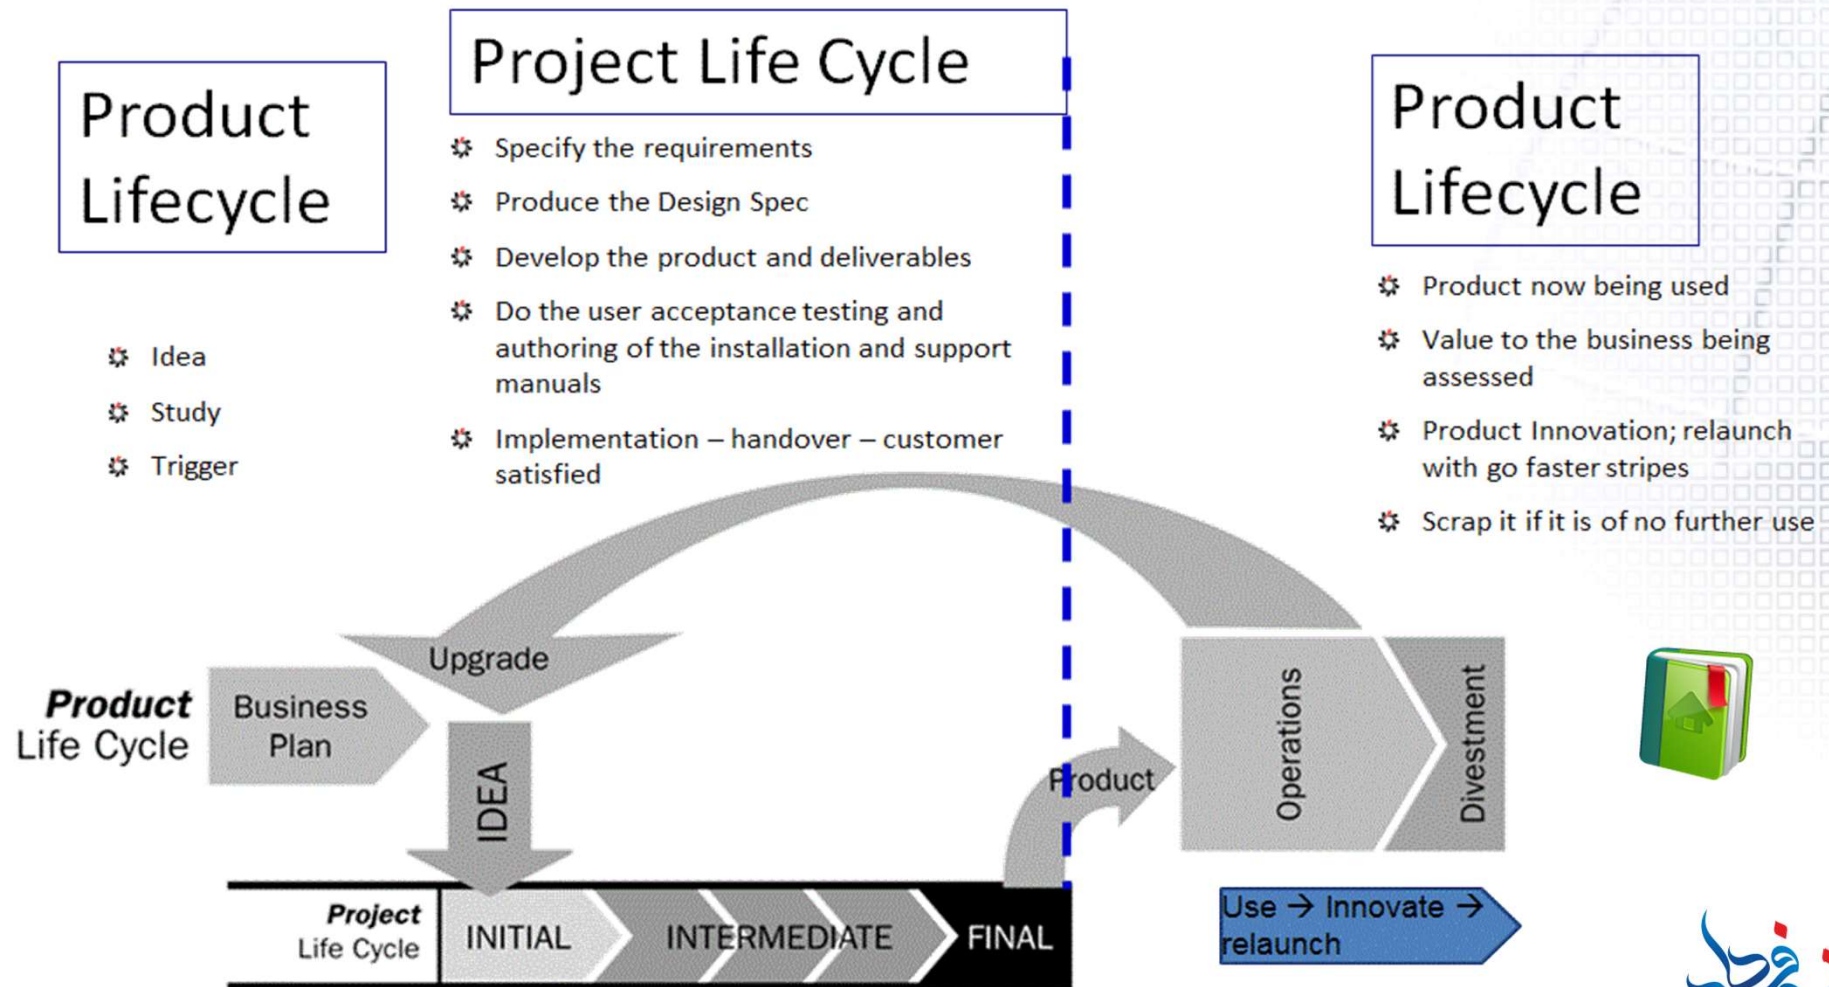 Product
Lifecycle
Idea
Study
Trigger
Project Life Cycle
Specify the requirements
Produce the Design Spec
Develop the product and deliverables
Do the user acceptance testing and
authoring of the installation and support
manuals
Implementation – handover – customer
satisfied
Product
Lifecycle
Product now being used
Value to the business being
assessed
Product Innovation; relaunch
with go faster stripes
Scrap it if it is of no further use
Upgrade
Product
Life Cycle
Business
Plan
IDEA
Product
Operations
Divestment
Project
Life Cycle
INITIAL
INTERMEDIATE
FINAL
Use → Innovate →
relaunch